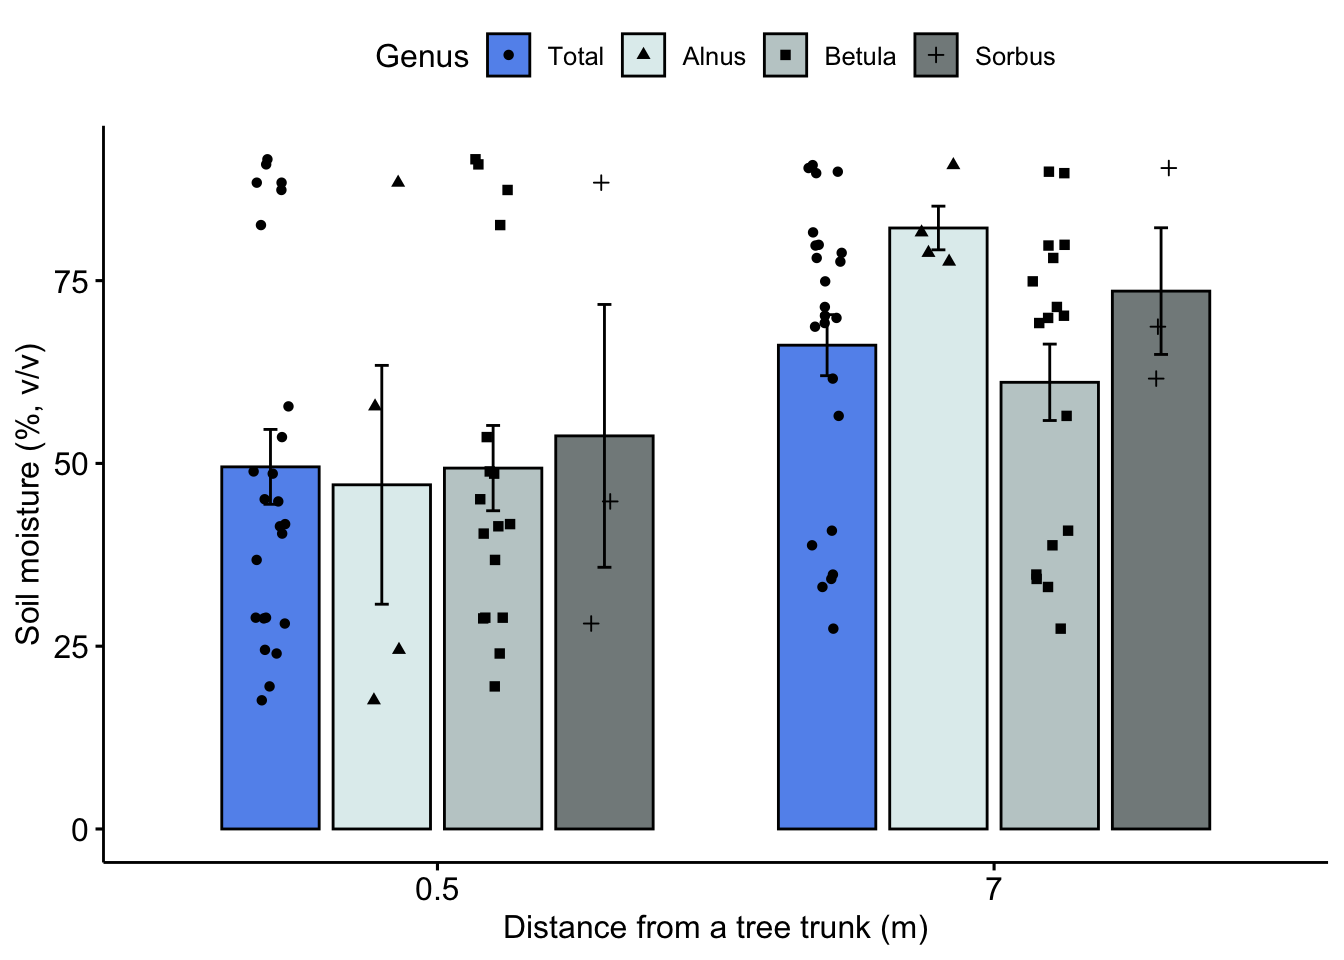 Genus Total Alnus Betula Sorbus
Soil moisture (%, v/v)
75
50
25
0
0.5 7
Distance from a tree trunk (m)